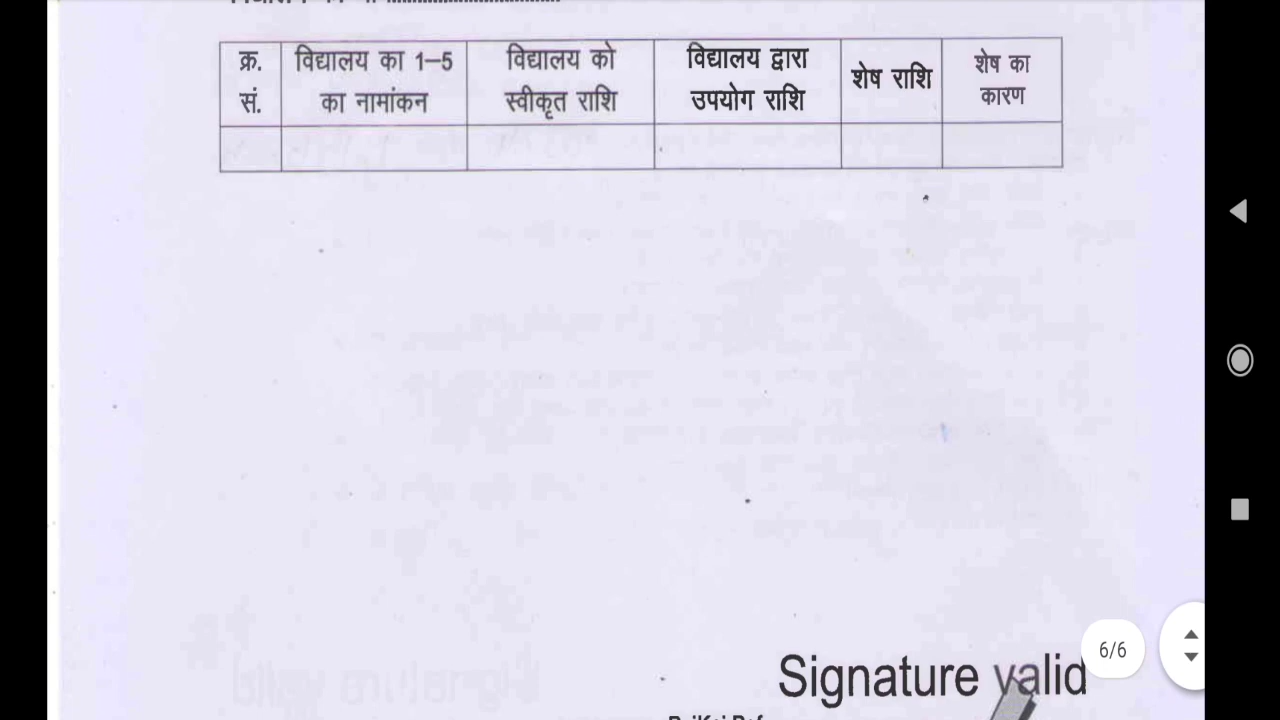 क्र. सं. विद्यालय का 1–5 का नामांकन विद्यालय को स्वीकृत राशि विद्यालय द्वारा उपयोग राशि शेष राशि शेष का कारण
6/6
Signature valid